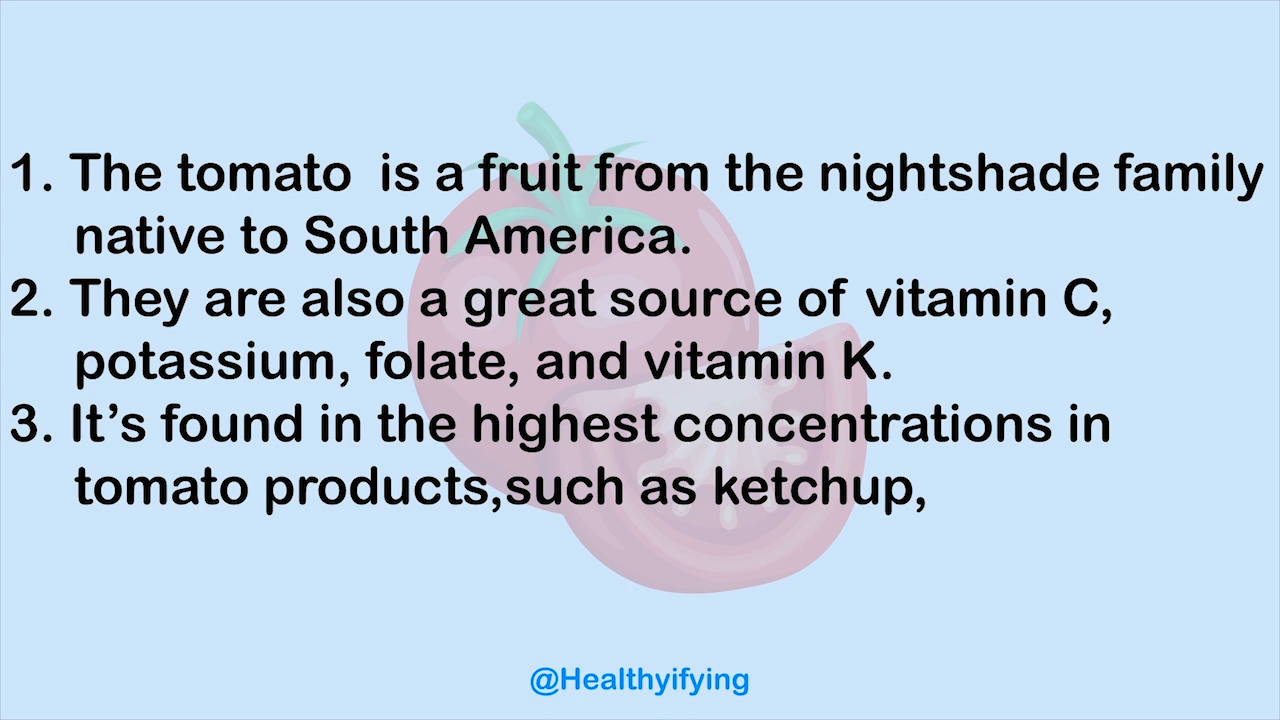 1. The tomato  is a fruit from the nightshade family
native to South America.
2. They are also a great source of vitamin C,
potassium, folate, and vitamin K.
3. It’s found in the highest concentrations in
tomato products,such as ketchup,
@Healthyifying